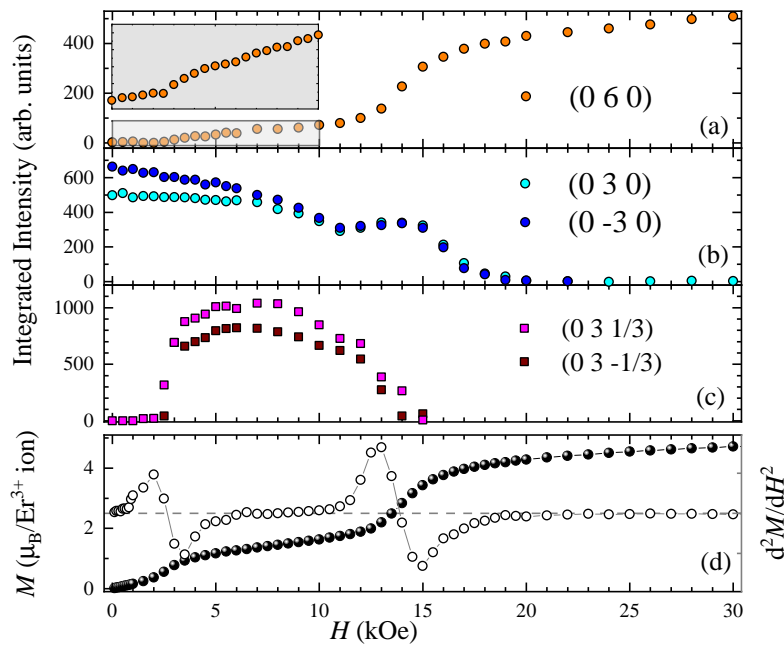 Integrated Intensity (arb. units)
400
200
0
(0 6 0)
(a)
600
400
200
0
(0 3 0)
(0 -3 0)
(b)
1000
500
0
(0 3 1/3)
(0 3 -1/3)
(c)
M (μB/Er3+ ion)
4
2
0
(d)
d2M/dH2
0 5 10 15 20 25 30
H (kOe)